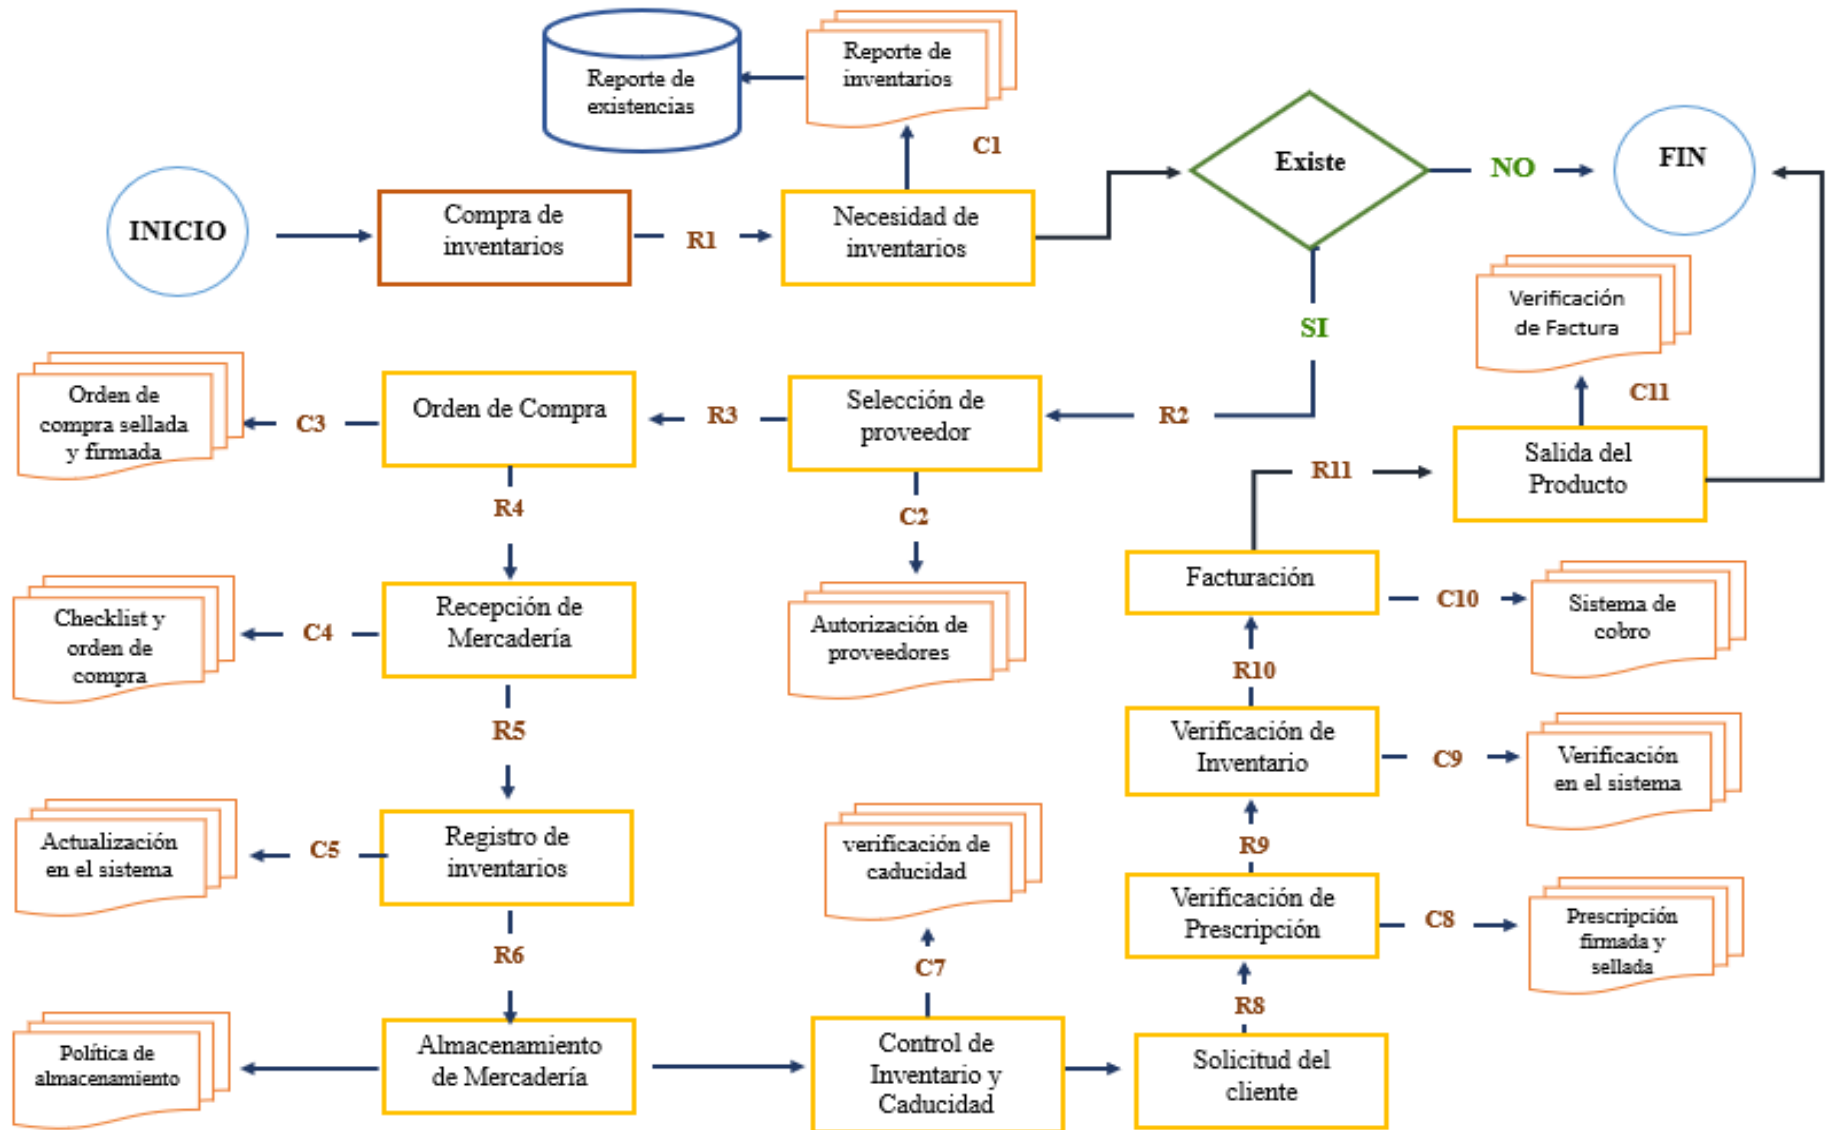 Reporte de
existencias
Reporte de
inventarios
C1
INICIO
Compra de
inventarios
R1
Necesidad de
inventarios
Existe
NO
FIN
SI
Verificación
de Factura
C11
Orden de
compra sellada
y firmada
C3
Orden de Compra
R3
Selección de
proveedor
R2
R11
Salida del
Producto
R4
C2
Checklist y
orden de
compra
C4
Recepción de
Mercadería
Autorización de
proveedores
Facturación
C10
Sistema de
cobro
R10
R5
Verificación de
Inventario
C9
Verificación
en el sistema
Actualización
en el sistema
C5
Registro de
inventarios
verificación de
caducidad
R9
Verificación de
Prescripción
C8
Prescripción
firmada y
sellada
R6
C7
R8
Política de
almacenamiento
Almacenamiento
de Mercadería
Control de
Inventario y
Caducidad
Solicitud del
cliente